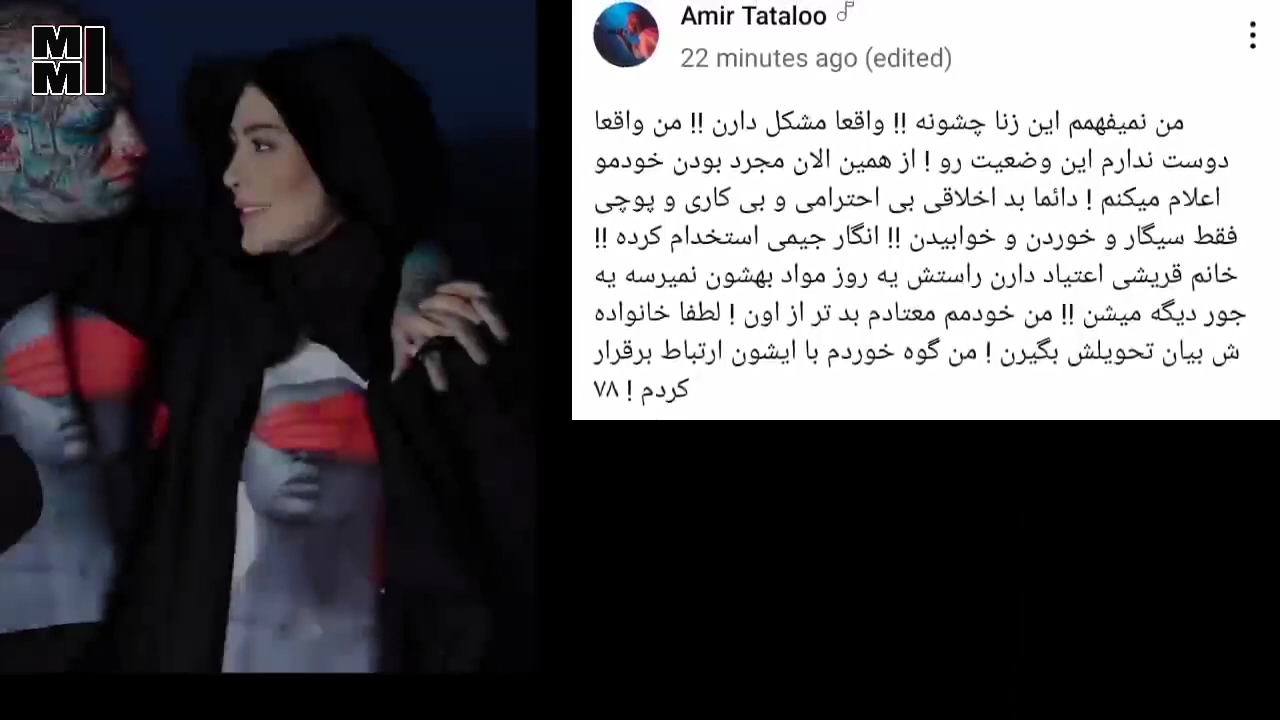 MMI
Amir Tataloo
22 minutes ago (edited)
من نمیفهمم این زنا چشونه !! واقعا مشکل دارن !! من واقعا
دوست ندارم این وضعیت رو ! از همین الان مجرد بودن خودمو
اعلام میکنم ! دائما بد اخلاقی بی احترامی و بی کاری و پوچی
فقط سیگار و خوردن و خوابیدن !! انگار جیمی استخدام کرده !!
خانم قریشی اعتیاد دارن راستش یه روز مواد بهشون نمیرسه یه
جور دیگه میشن !! من خودمم معتادم بد تر از اون ! لطفا خانواده
ش بیان تحویلش بگیرن ! من گوه خوردم با ایشون ارتباط برقرار
کردم ! ۷۸